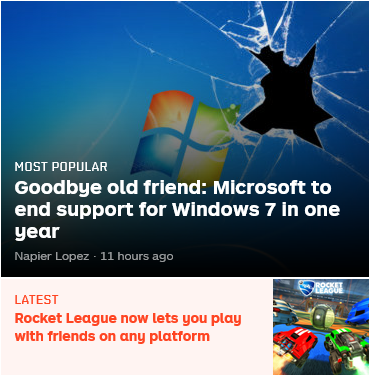 MOST POPULAR
Goodbye old friend: Microsoft to
end support for Windows 7 in one
year
Napier Lopez · 11 hours ago
LATEST
Rocket League now lets you play
with friends on any platform
ROCKET
LEAGUE